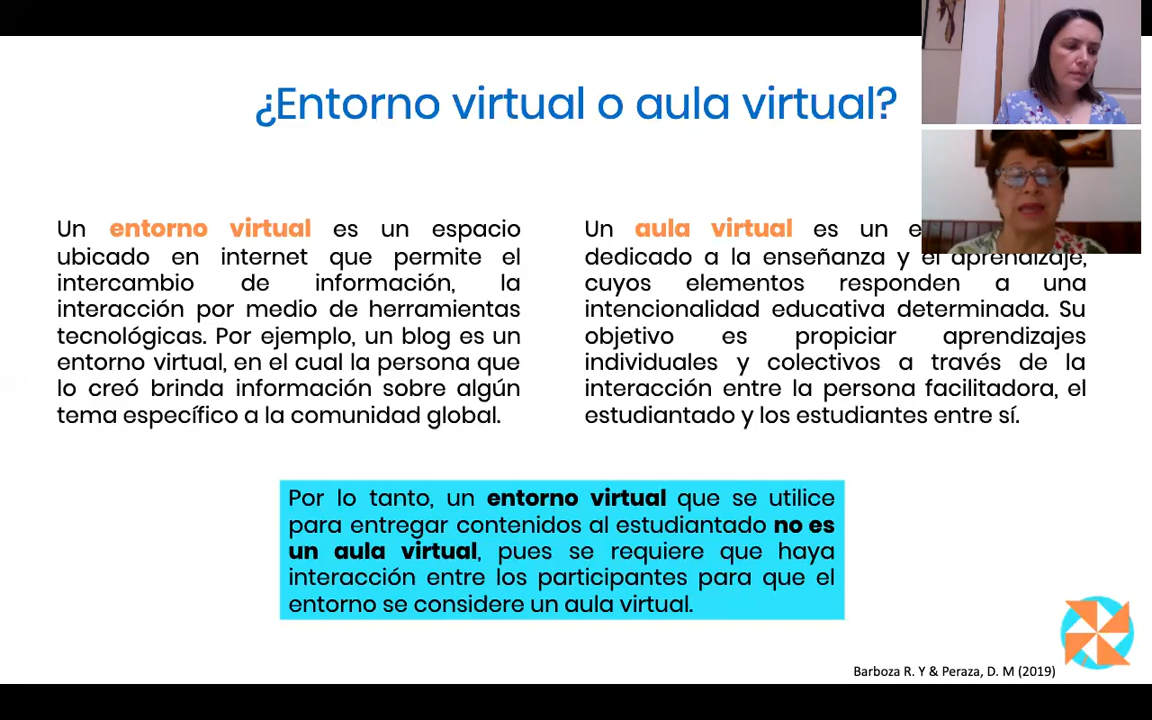 ¿Entorno virtual o aula virtual?
Un entorno virtual es un espacio
ubicado en internet que permite el
intercambio de información, la
interacción por medio de herramientas
tecnológicas. Por ejemplo, un blog es un
entorno virtual, en el cual la persona que
lo creó brinda información sobre algún
tema específico a la comunidad global.
Un aula virtual es un
dedicado a la enseñanza y el aprendizaje,
cuyos elementos responden a una
intencionalidad educativa determinada. Su
objetivo es propiciar aprendizajes
individuales y colectivos a través de la
interacción entre la persona facilitadora, el
estudiantado y los estudiantes entre sí.
Por lo tanto, un entorno virtual que se utilice
para entregar contenidos al estudiantado no es
un aula virtual, pues se requiere que haya
interacción entre los participantes para que el
entorno se considere un aula virtual.
Barboza R. Y & Peraza, D. M (2019)